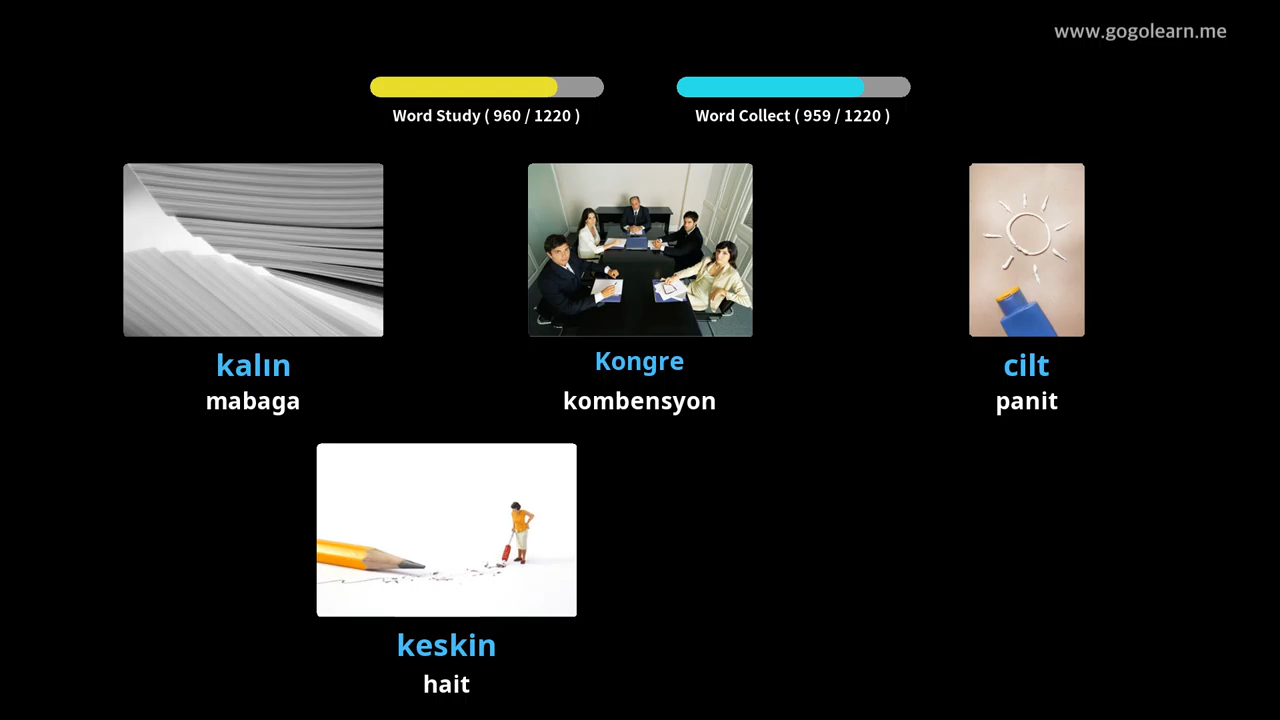 www.gogolearn.me
Word Study ( 960 / 1220 )
Word Collect ( 959 / 1220 )
kalın
mabaga
Kongre
kombensyon
cilt
panit
keskin
hait